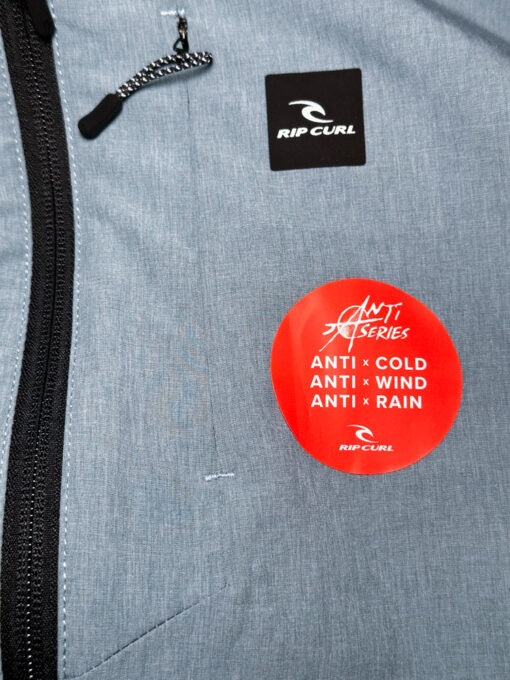 RIP CURL
ANTI
SERIES
ANTI x COLD
ANTI x WIND
ANTI x RAIN
RIP CURL